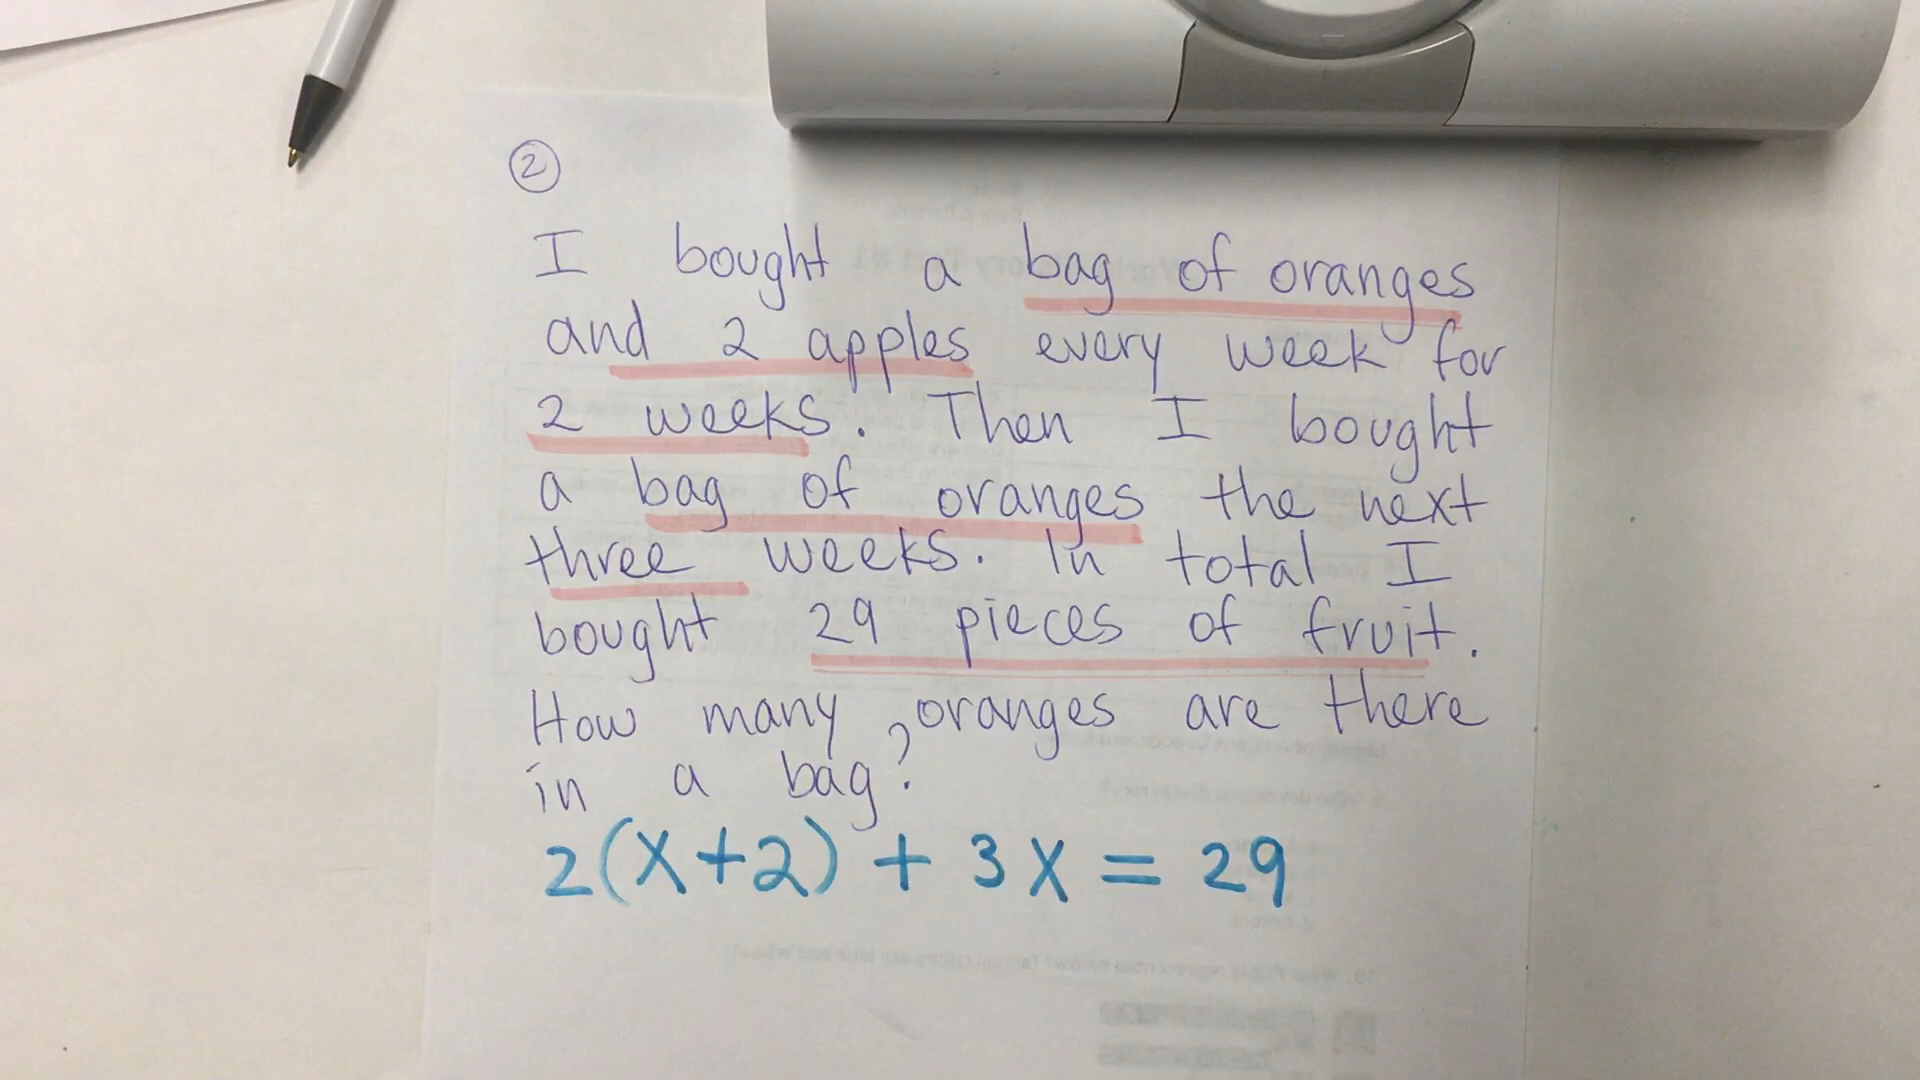 2
I bought a bag of oranges
and 2 apples every week for
2 weeks. Then I bought
a bag of oranges the next
three weeks. In total I
bought 29 pieces of fruit.
How many oranges are there
in a bag?
2(x+2) + 3x = 29